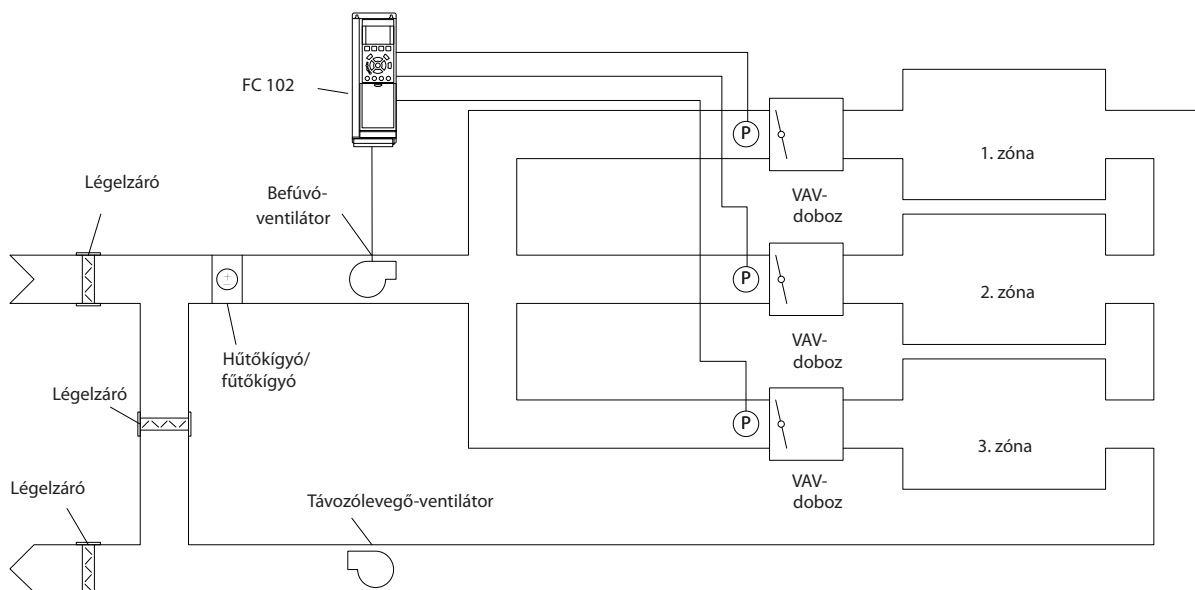 FC 102
P
1. zóna
Légelzáró
Befúvó-
ventilátor
VAV-
doboz
P
2. zóna
Hűtőkígyó/
fűtőkígyó
VAV-
doboz
Légelzáró
P
3. zóna
Légelzáró
Távozólevegő-ventilátor
VAV-
doboz